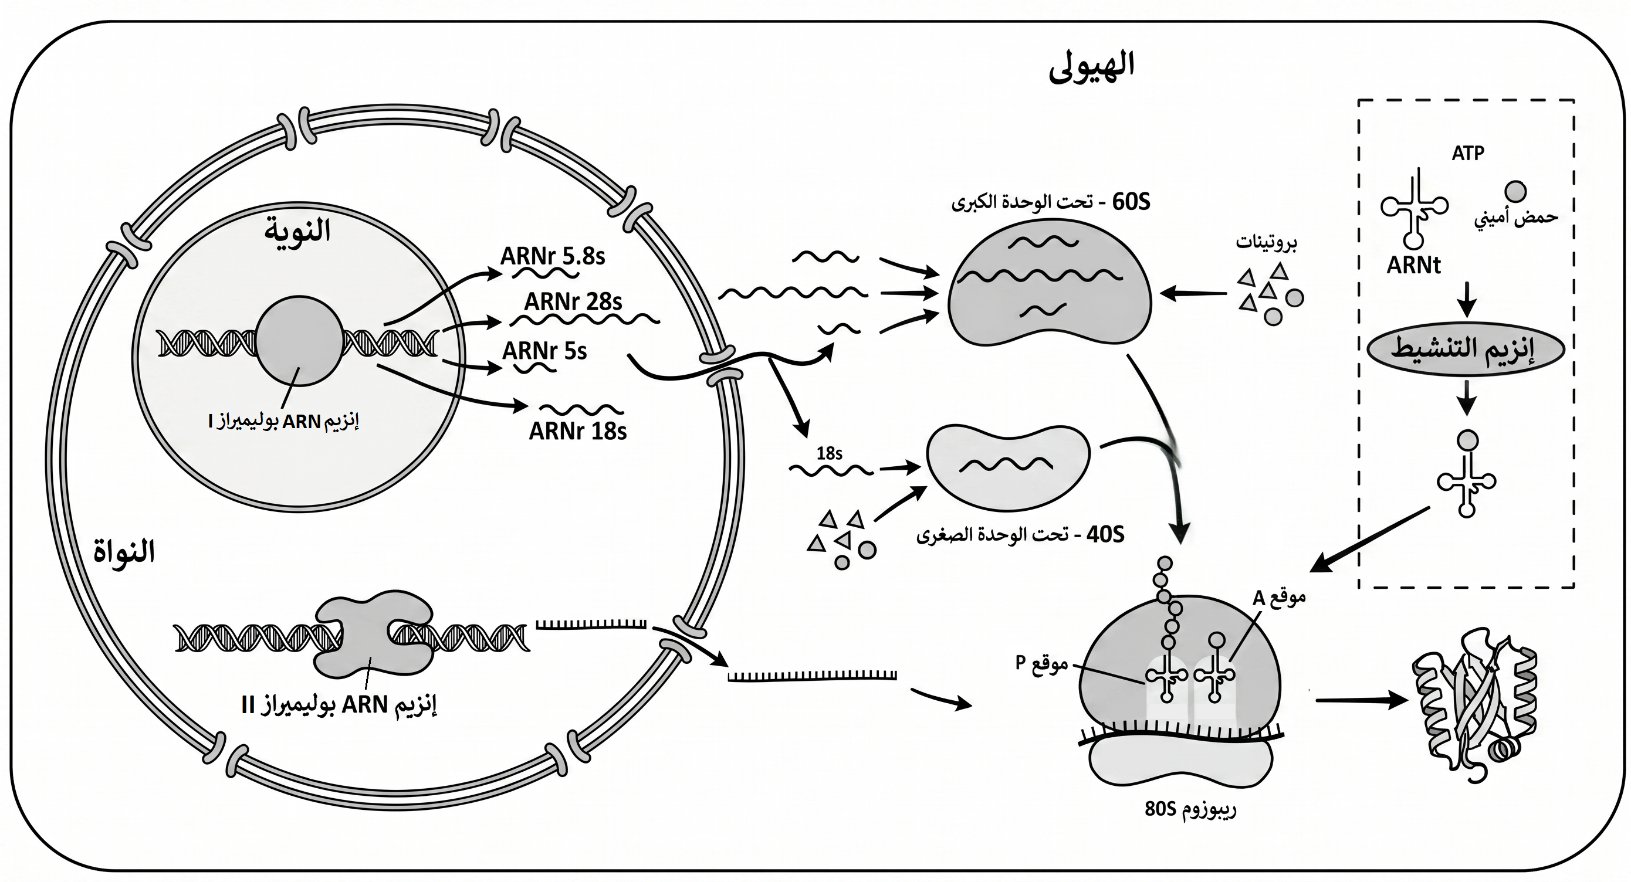 الهيولى
النوية
ARNr 5.8s
ARNr 28s
ARNr 5s
ARNr 18s
إنزيم ARN بوليميراز I
النواة
إنزيم ARN بوليميراز II
60S - تحت الوحدة الكبرى
بروتينات
18s
40S - تحت الوحدة الصغرى
ATP
حمض أميني
ARNt
إنزيم التنشيط
موقع A
موقع P
ريبوزوم 80S